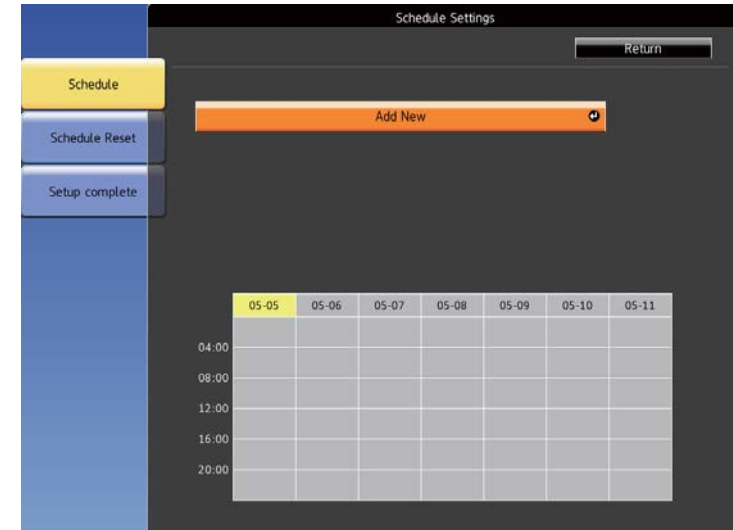 Schedule Settings
Return
Schedule
Add New
Schedule Reset
Setup complete
05-05 05-06 05-07 05-08 05-09 05-10 05-11
04:00
08:00
12:00
16:00
20:00